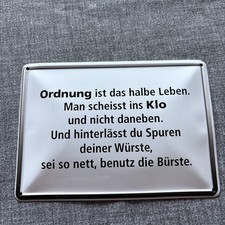 Ordnung ist das halbe Leben.
Man scheisst ins Klo
und nicht daneben.
Und hinterlässt du Spuren
deiner Würste,
sei so nett, benutz die Bürste.